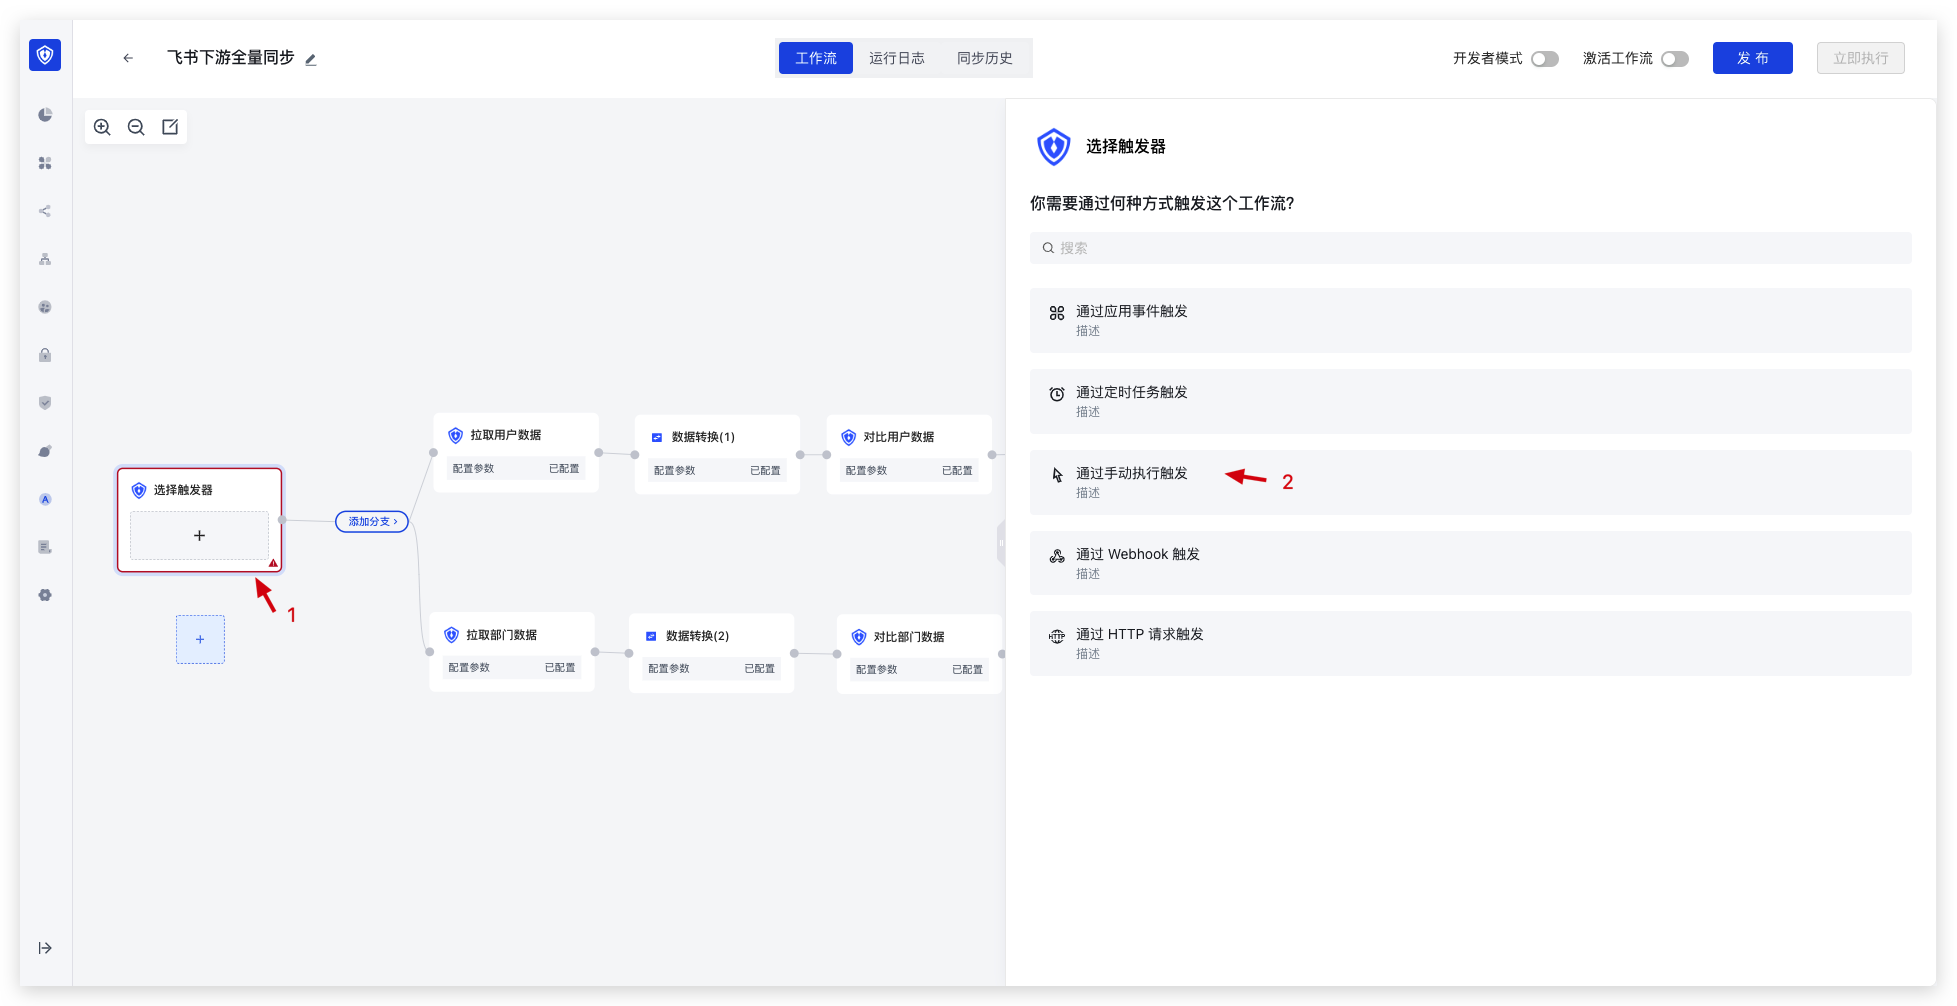 飞书下游全量同步
工作流 运行日志 同步历史
开发者模式 激活工作流 发 布 立即执行
选择触发器
你需要通过何种方式触发这个工作流?
搜索
通过应用事件触发
描述
通过定时任务触发
描述
通过手动执行触发
描述
2
通过 Webhook 触发
描述
通过 HTTP 请求触发
描述
拉取用户数据
配置参数 已配置
数据转换(1)
配置参数 已配置
对比用户数据
配置参数 已配置
选择触发器
+
添加分支 >
1
+
拉取部门数据
配置参数 已配置
数据转换(2)
配置参数 已配置
对比部门数据
配置参数 已配置
A
HTTP